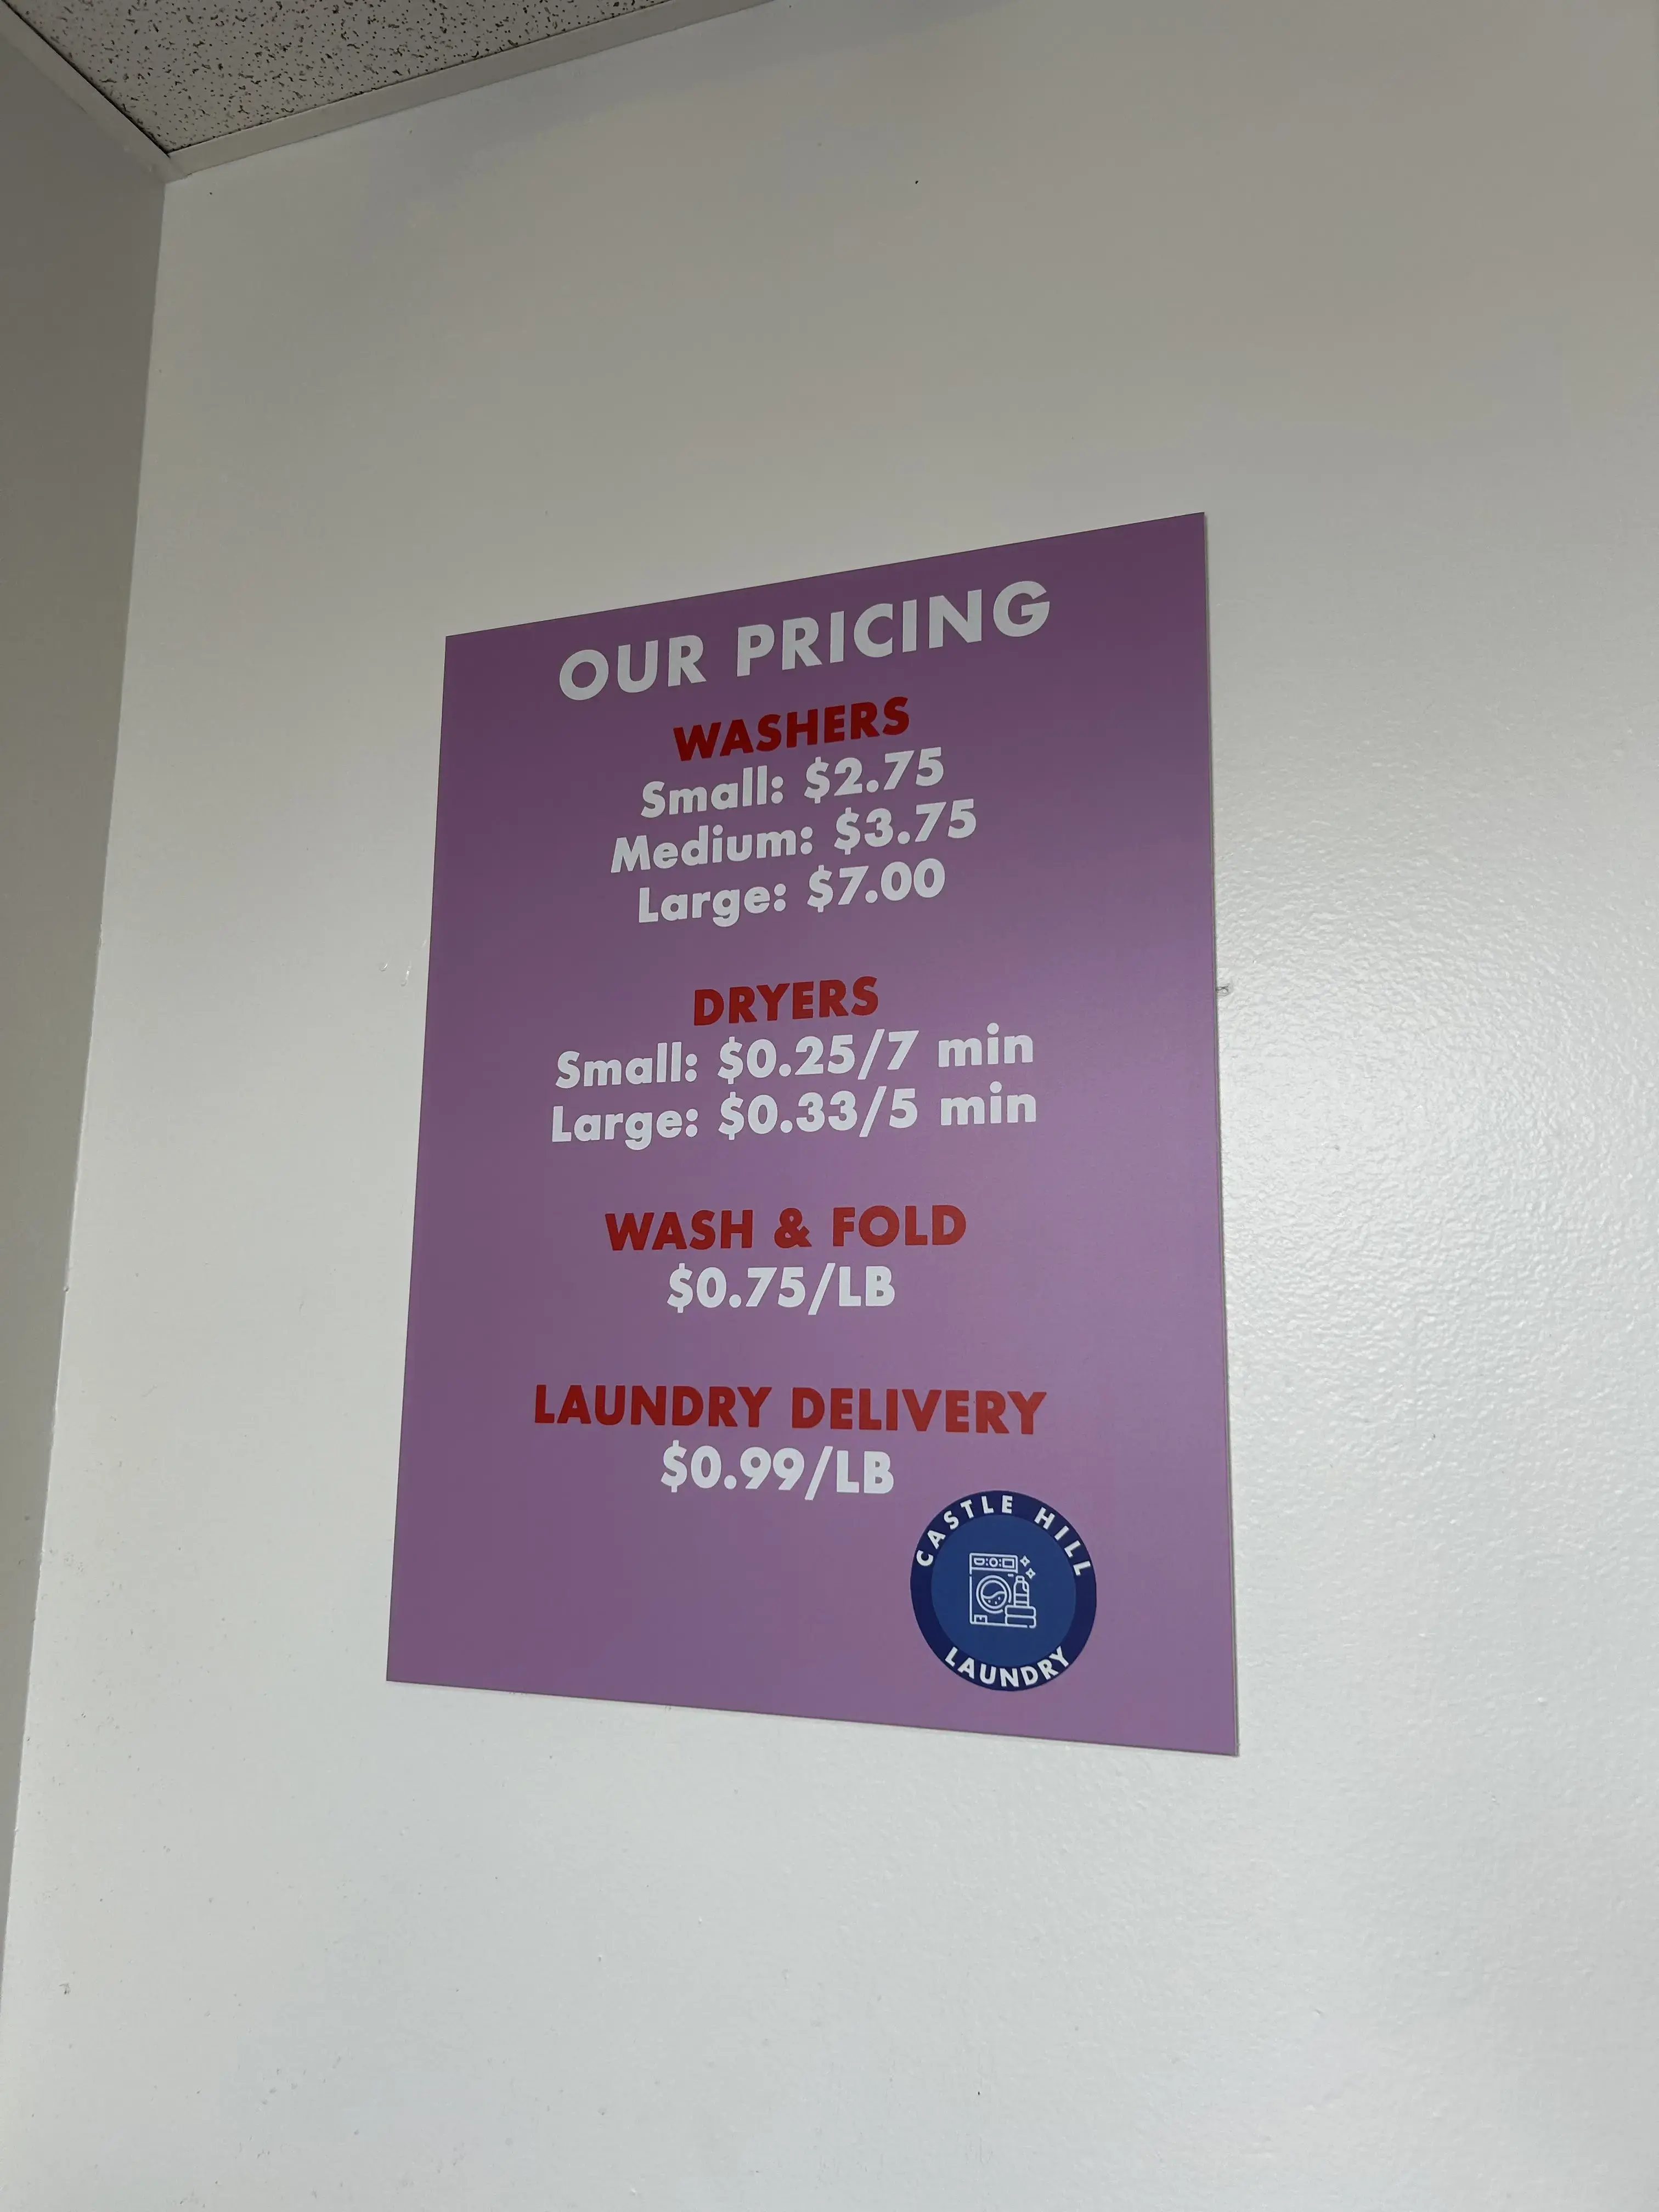 OUR PRICING
WASHERS
Small: $2.75
Medium: $3.75
Large: $7.00
DRYERS
Small: $0.25/7 min
Large: $0.33/5 min
WASH & FOLD
$0.75/LB
LAUNDRY DELIVERY
$0.99/LB
CASTLE HILL
LAUNDRY